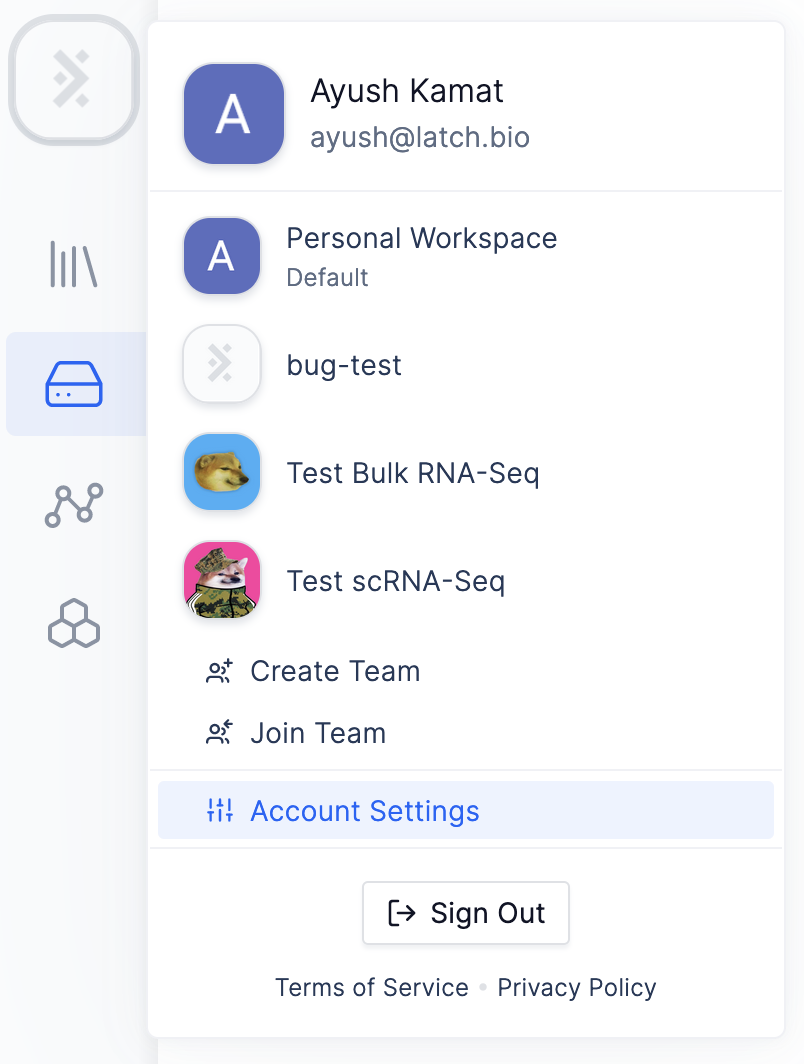 A
Ayush Kamat
ayush@latch.bio
A
Personal Workspace
Default
bug-test
Test Bulk RNA-Seq
Test scRNA-Seq
Create Team
Join Team
Account Settings
Sign Out
Terms of Service • Privacy Policy